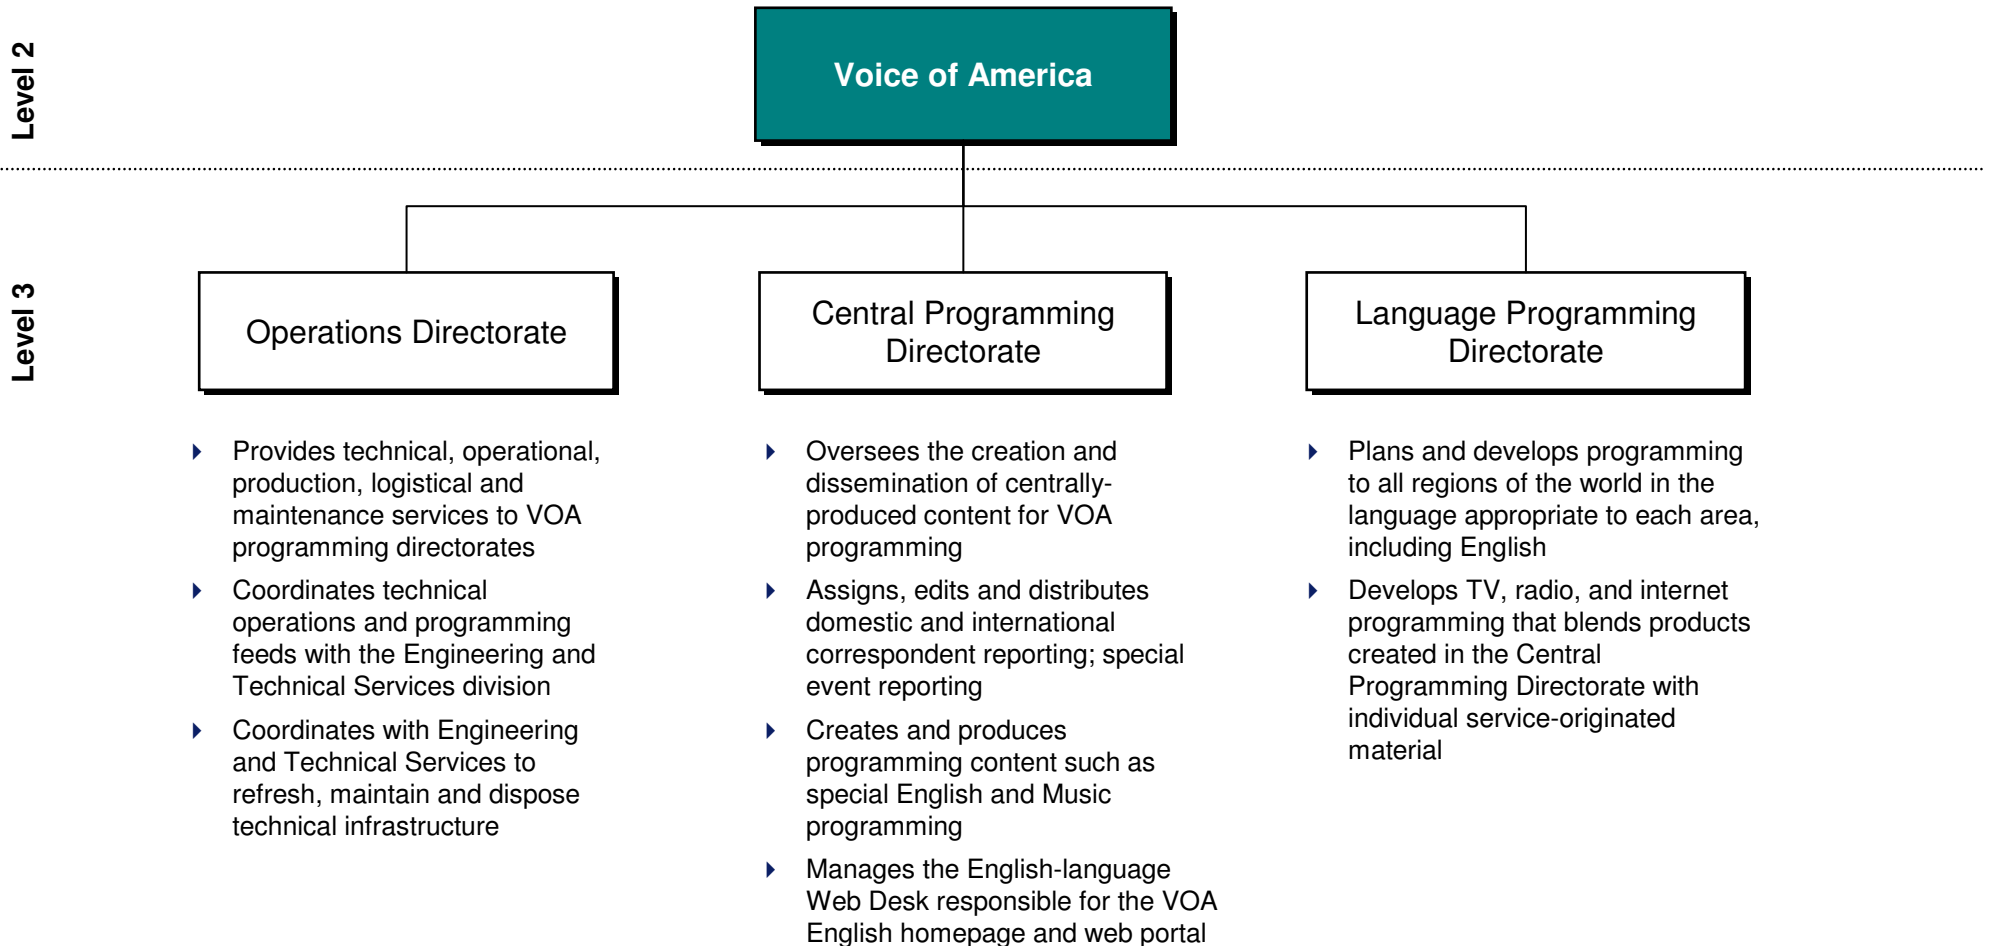 Level 2
Voice of America
Level 3
Operations Directorate
Central Programming
Directorate
Language Programming
Directorate
Provides technical, operational,
production, logistical and
maintenance services to VOA
programming directorates
Coordinates technical
operations and programming
feeds with the Engineering and
Technical Services division
Coordinates with Engineering
and Technical Services to
refresh, maintain and dispose
technical infrastructure
Oversees the creation and
dissemination of centrally-
produced content for VOA
programming
Assigns, edits and distributes
domestic and international
correspondent reporting; special
event reporting
Creates and produces
programming content such as
special English and Music
programming
Manages the English-language
Web Desk responsible for the VOA
English homepage and web portal
Plans and develops programming
to all regions of the world in the
language appropriate to each area,
including English
Develops TV, radio, and internet
programming that blends products
created in the Central
Programming Directorate with
individual service-originated
material